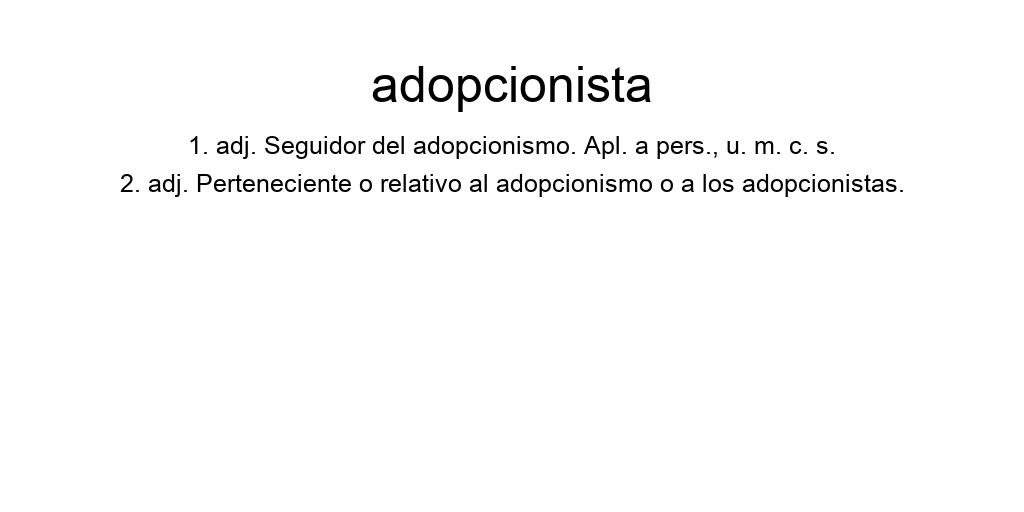 adopcionista
1. adj. Seguidor del adopcionismo. Apl. a pers., u. m. c. s.
2. adj. Perteneciente o relativo al adopcionismo o a los adopcionistas.